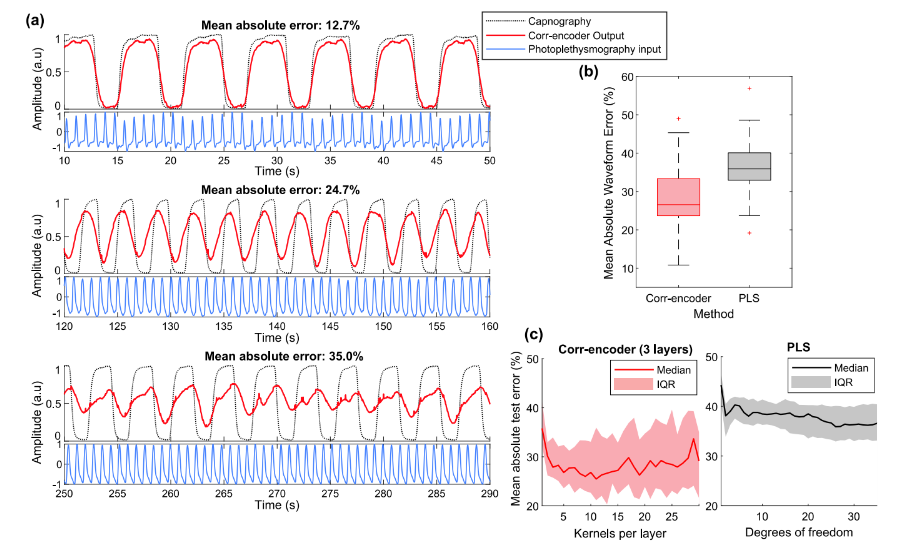 (a)
Mean absolute error: 12.7%
Capnography
Corr-encoder Output
Photoplethysmography input
Amplitude (a.u)
1
0.5
0
1
0
-1
10 15 20 25 30 35 40 45 50
Time (s)
Mean absolute error: 24.7%
Amplitude (a.u)
1
0.5
0
1
0
-1
120 125 130 135 140 145 150 155 160
Time (s)
Mean absolute error: 35.0%
Amplitude (a.u)
1
0.5
0
1
0
-1
250 255 260 265 270 275 280 285 290
Time (s)
(b)
Mean Absolute Waveform Error (%)
60
50
40
30
20
10
Corr-encoder PLS
Method
(c)
Corr-encoder (3 layers)
Median
IQR
Mean absolute test error (%)
50
40
30
20
5 10 15 20 25
Kernels per layer
PLS
Median
IQR
50
40
30
20
10 20 30
Degrees of freedom